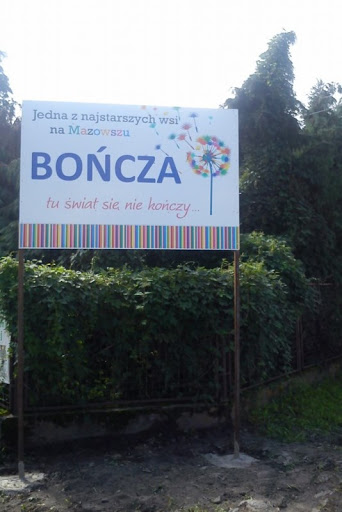 Jedna z najstarszych wsi
na Mazowszu
BOŃCZA
tu świat się nie kończy...